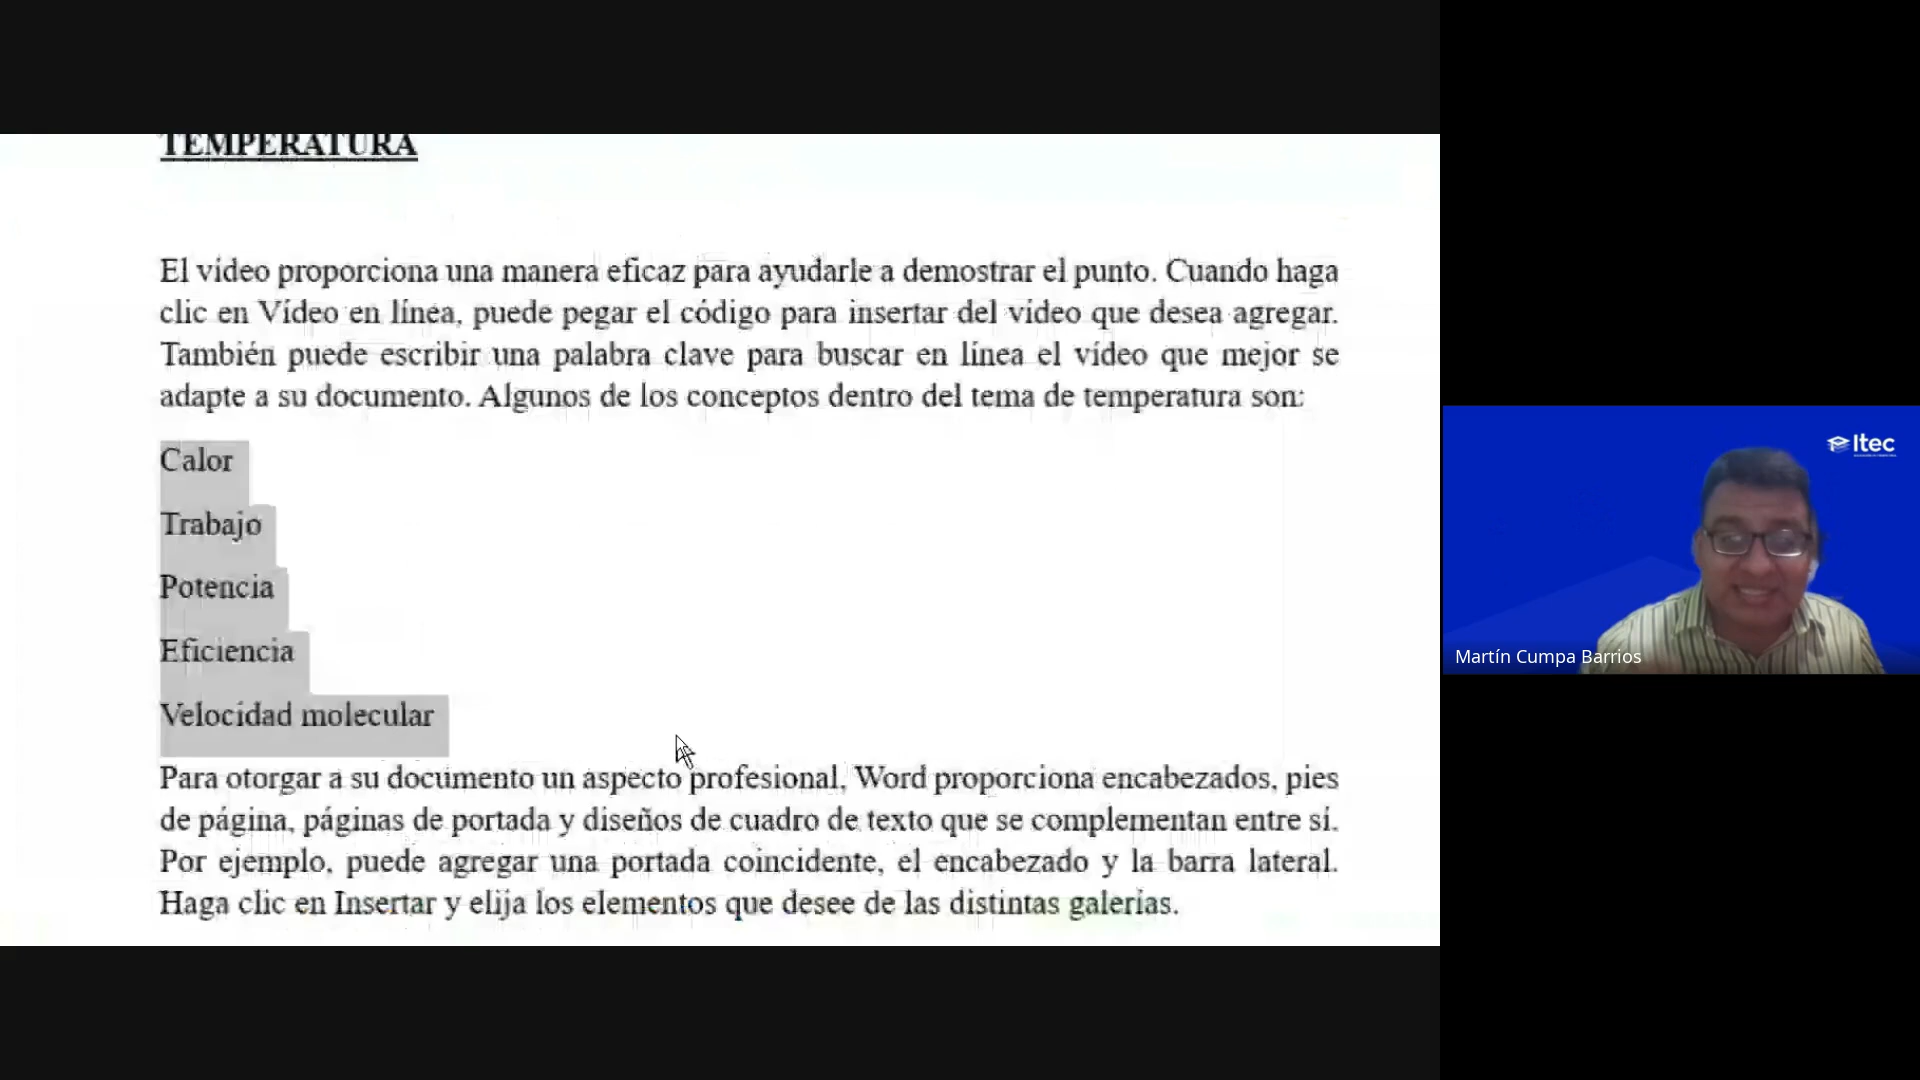 TEMPERATURA
El vídeo proporciona una manera eficaz para ayudarle a demostrar el punto. Cuando haga
clic en Vídeo en línea, puede pegar el código para insertar del vídeo que desea agregar.
También puede escribir una palabra clave para buscar en línea el vídeo que mejor se
adapte a su documento. Algunos de los conceptos dentro del tema de temperatura son:
Calor
Trabajo
Potencia
Eficiencia
Velocidad molecular
Para otorgar a su documento un aspecto profesional, Word proporciona encabezados, pies
de página, páginas de portada y diseños de cuadro de texto que se complementan entre sí.
Por ejemplo, puede agregar una portada coincidente, el encabezado y la barra lateral.
Haga clic en Insertar y elija los elementos que desee de las distintas galerías.
Itec
Martín Cumpa Barrios